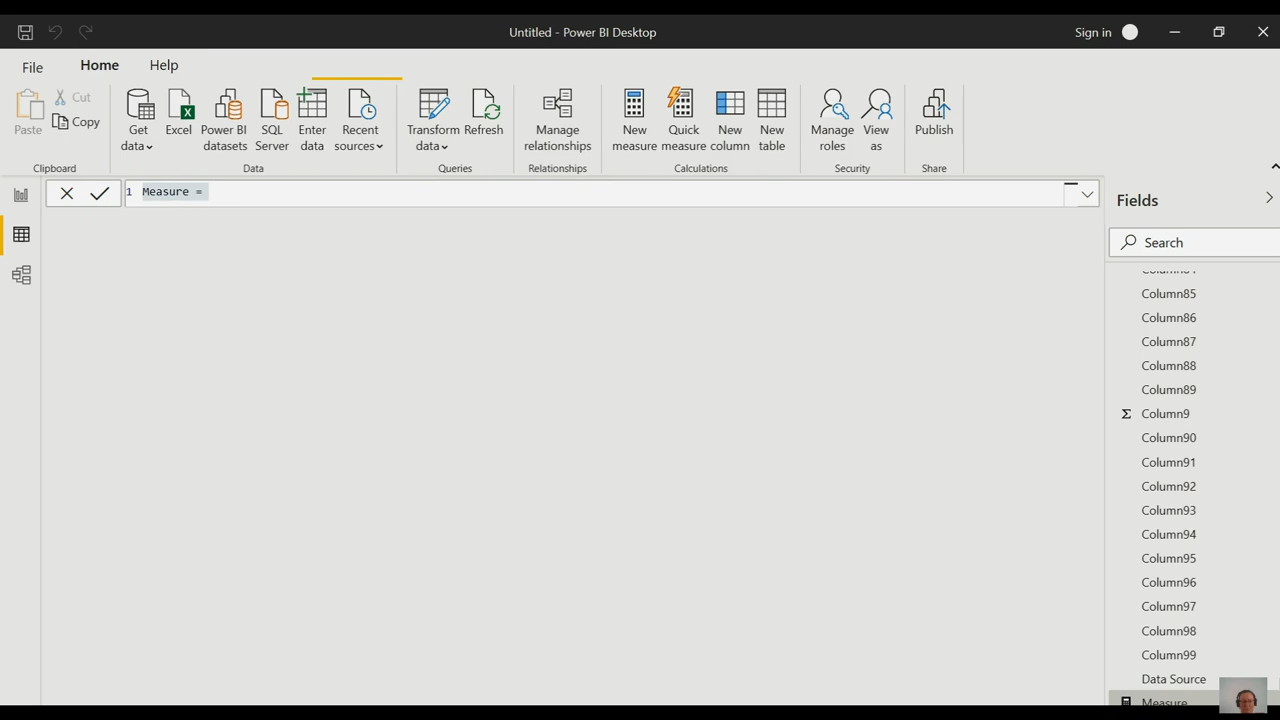 Untitled - Power BI Desktop
Sign in
File
Home
Help
Paste
Cut
Copy
Clipboard
Get data
Excel
Power BI datasets
SQL Server
Enter data
Recent sources
Data
Transform data
Refresh
Queries
Manage relationships
Relationships
New measure
Quick measure
New column
New table
Calculations
Manage roles
View as
Security
Publish
Share
1 Measure =
Fields
Search
Column85
Column86
Column87
Column88
Column89
Σ Column9
Column90
Column91
Column92
Column93
Column94
Column95
Column96
Column97
Column98
Column99
Data Source
Measure